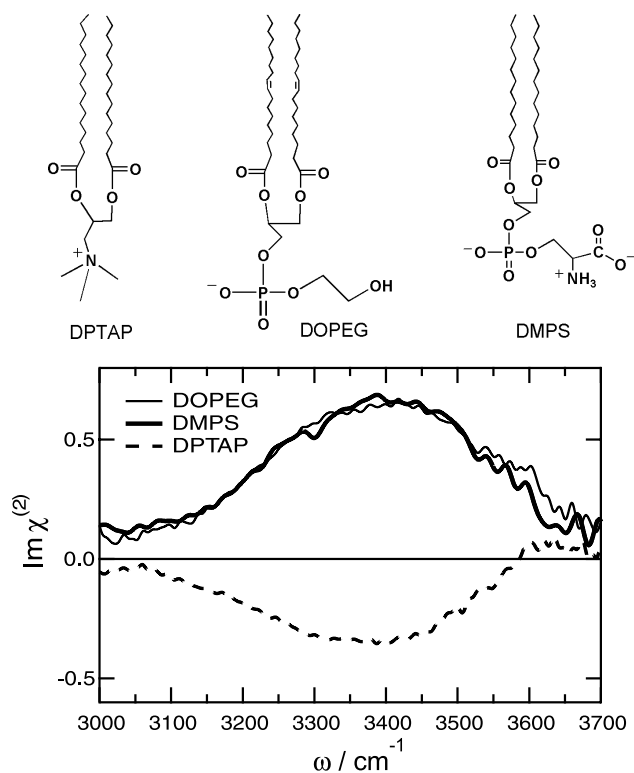 O O O O O O
O O O O O O
+
N
O
O
−O P O OH
O
−O P O C O−
O
O
+ NH₃
DPTAP DOPEG DMPS
DOPEG
DMPS
DPTAP
0.5
0.0
-0.5
Im χ(2)
3000 3100 3200 3300 3400 3500 3600 3700
ω / cm-1